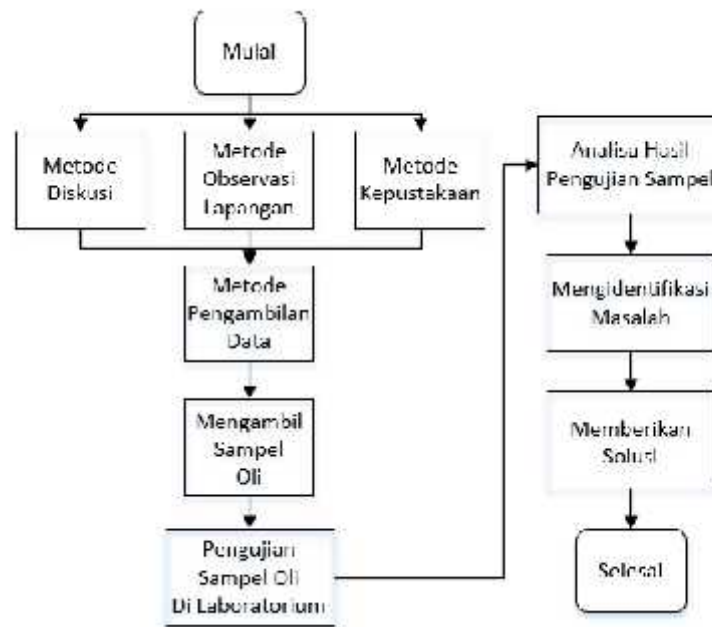 Mulai
Metode
Diskusi
Metode
Observasi
Lapangan
Metode
Kepustakaan
Metode
Pengambilan
Data
Mengambil
Sampel
Oli
Pengujian
Sampel Oli
Di Laboratorium
Analisa Hasil
Pengujian Sampel
Mengidentifikasi
Masalah
Memberikan
Solusi
Selesai